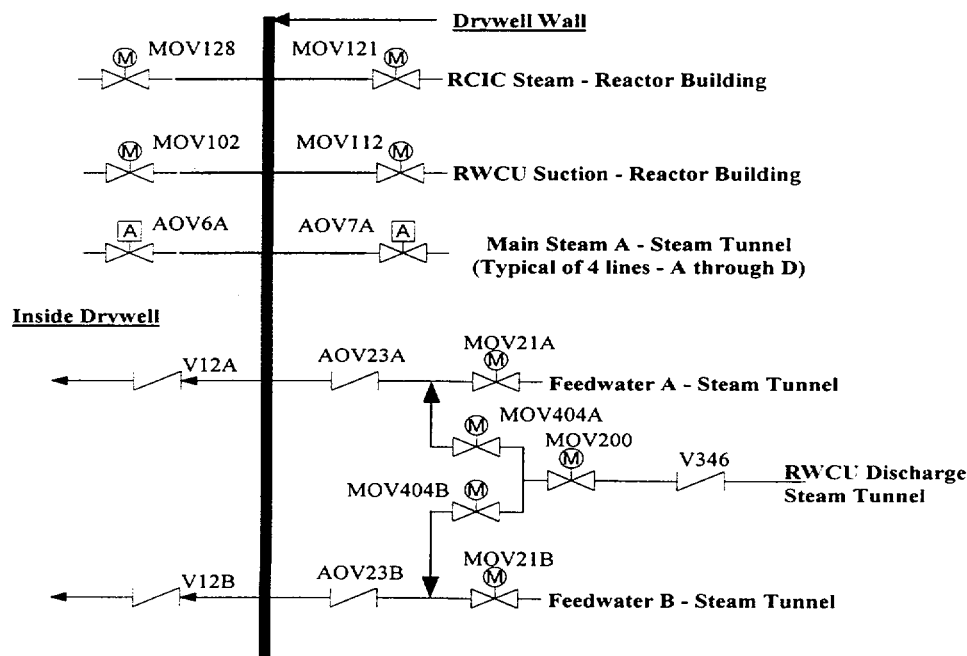 Drywell Wall
MOV128
MOV121
M
M
RCIC Steam - Reactor Building
MOV102
MOV112
M
M
RWCU Suction - Reactor Building
AOV6A
AOV7A
A
A
Main Steam A - Steam Tunnel
(Typical of 4 lines - A through D)
Inside Drywell
V12A
AOV23A
MOV21A
M
Feedwater A - Steam Tunnel
MOV404A
M
MOV200
M
V346
RWCU Discharge
Steam Tunnel
MOV404B
M
V12B
AOV23B
MOV21B
M
Feedwater B - Steam Tunnel